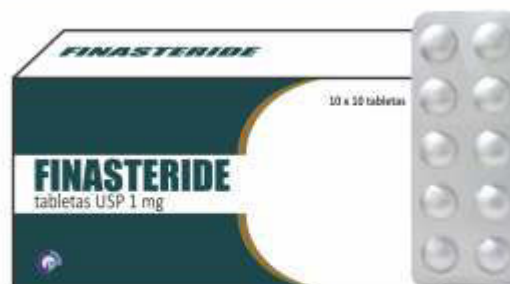 FINASTERIDE
10 x 10 tabletas
FINASTERIDE
tabletas USP 1 mg